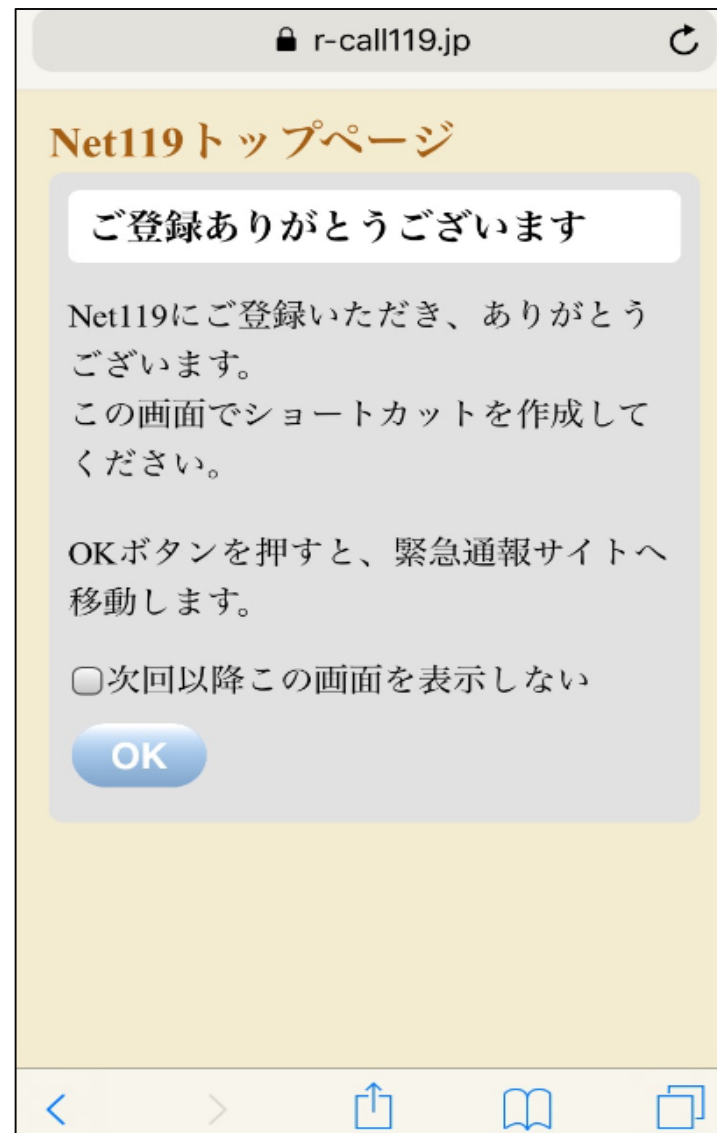 r-call119.jp
Net119トップページ
ご登録ありがとうございます
Net119にご登録いただき、ありがとう
ございます。
この画面でショートカットを作成して
ください。
OKボタンを押すと、緊急通報サイトへ
移動します。
次回以降この画面を表示しない
OK